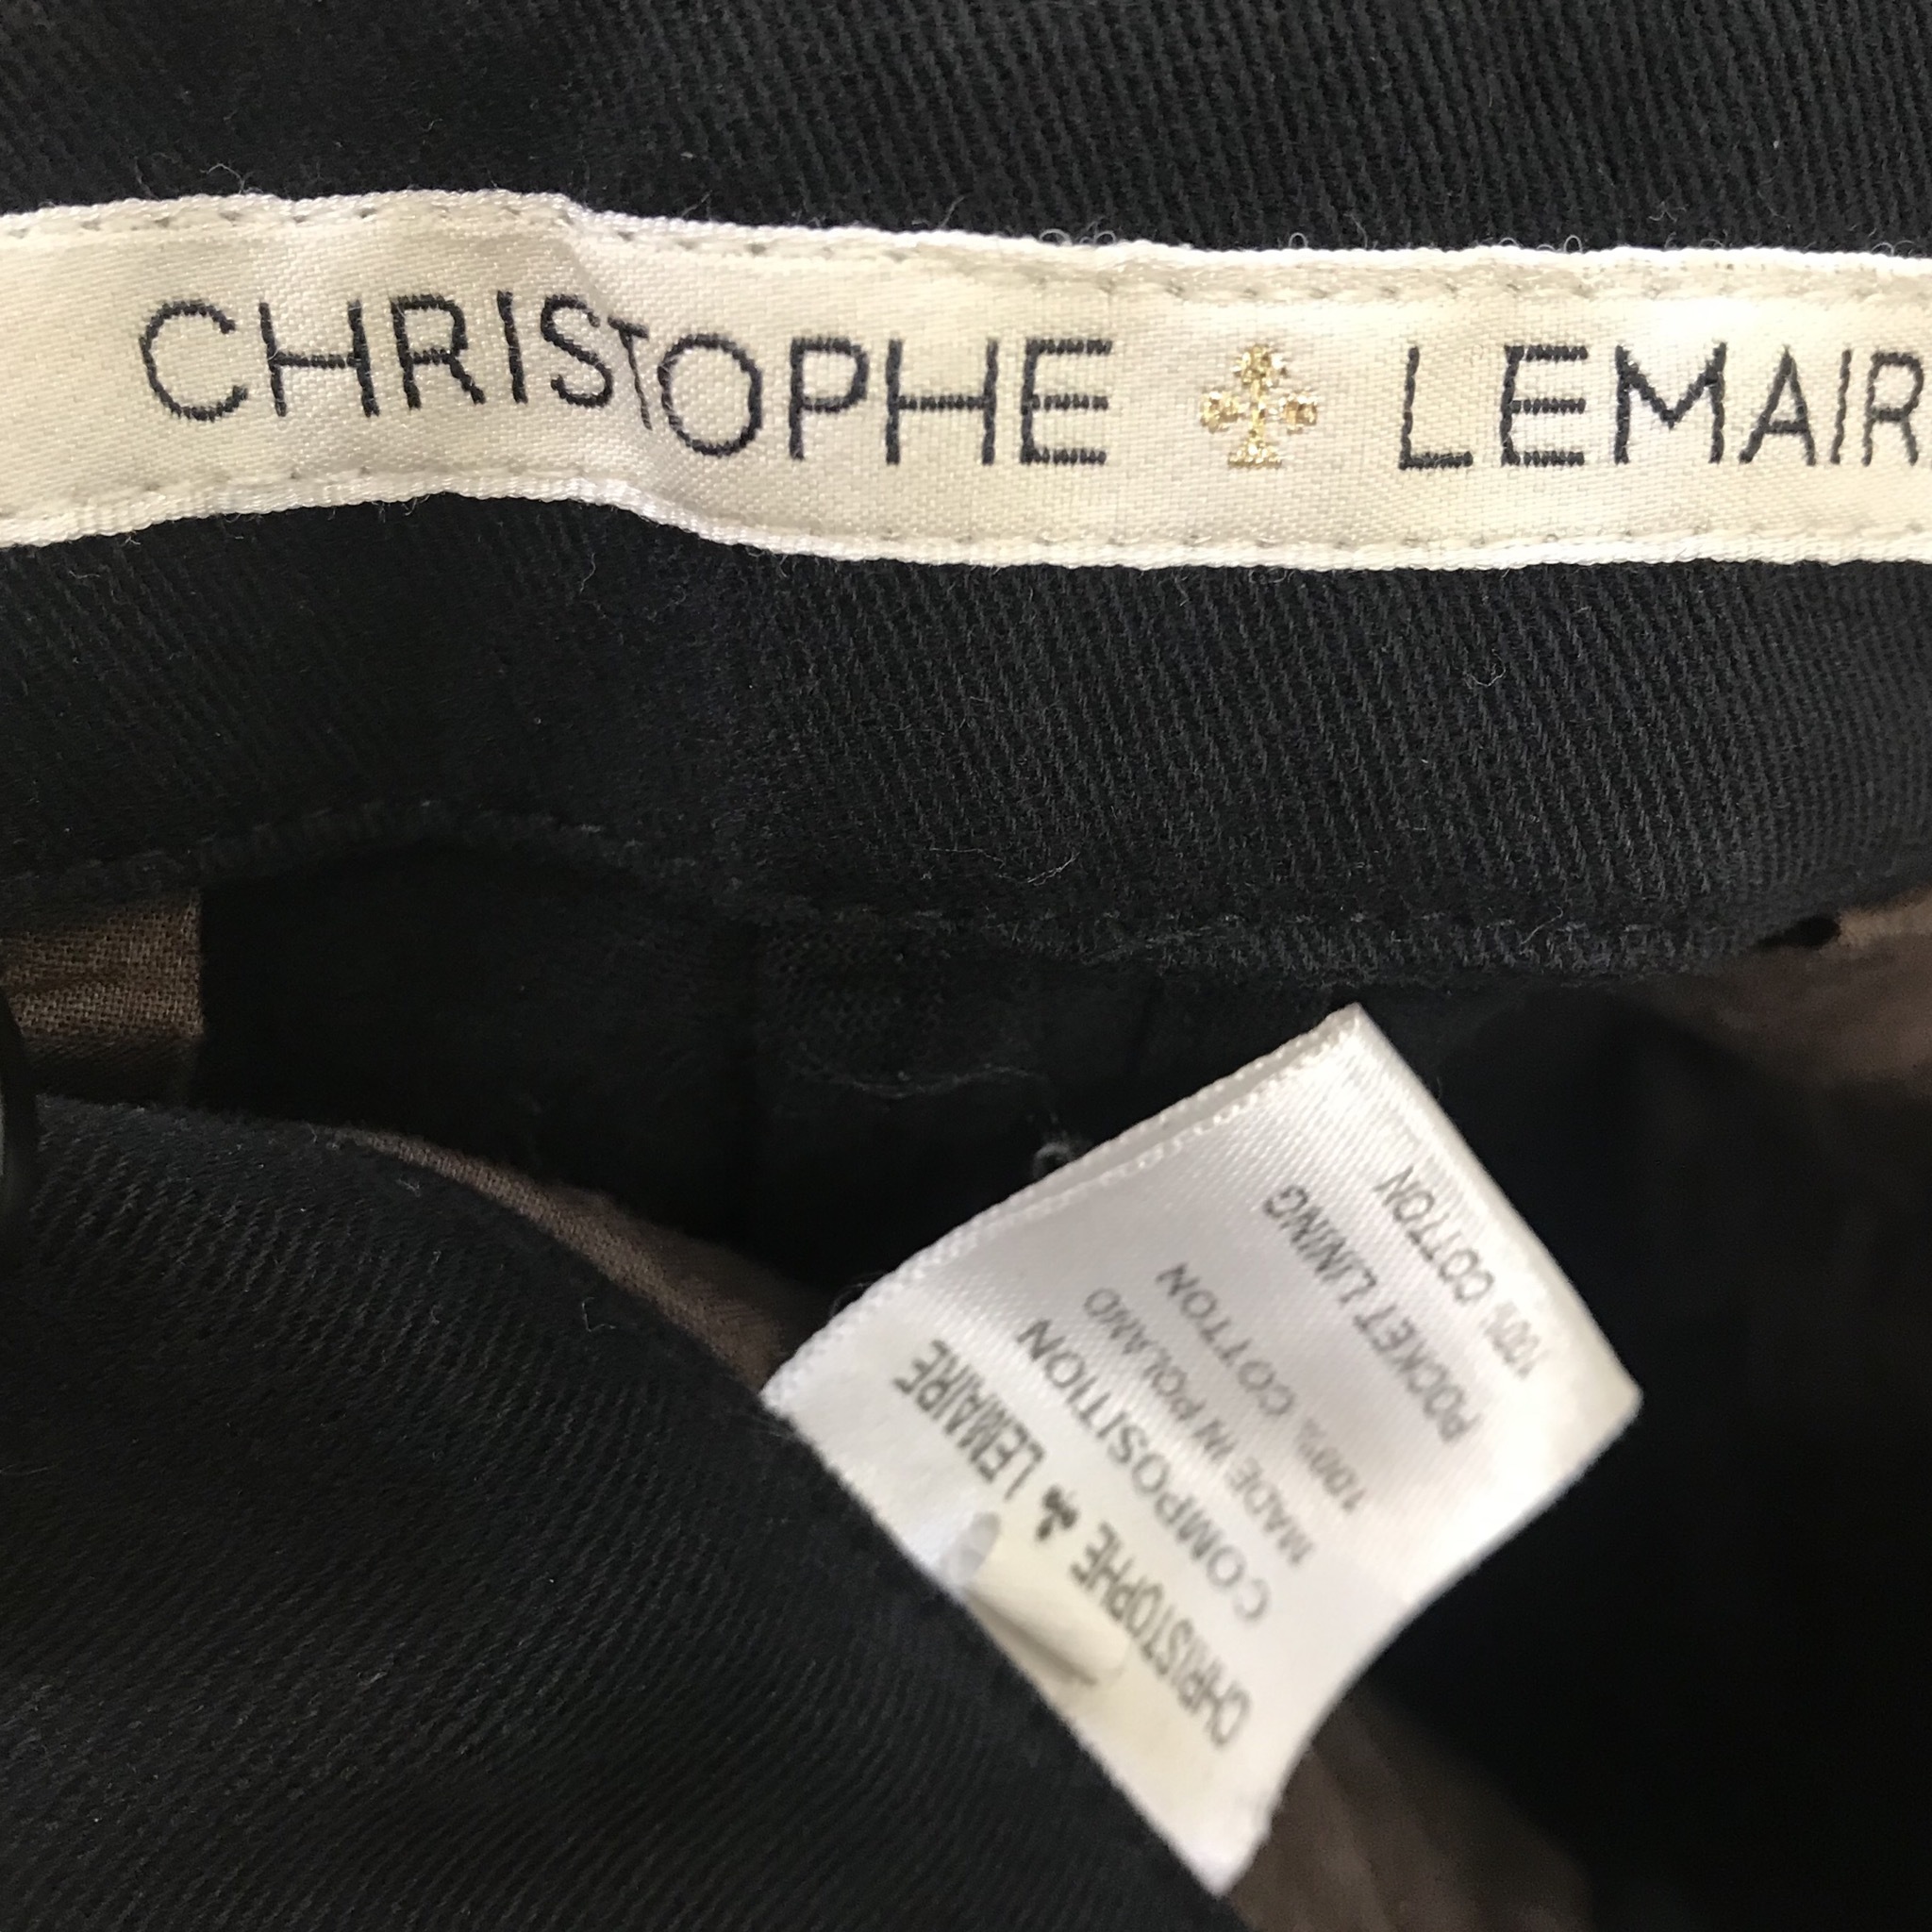 CHRISTOPHE LEMAIR
CHRISTOPHE LEMAIRE
COMPOSITION
MADE IN POLAND
100% COTTON
POCKET LINING
100% COTTON